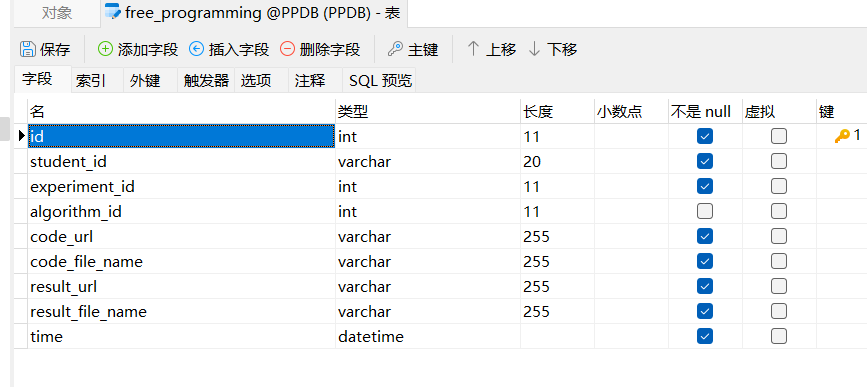 对象 free_programming @PPDB (PPDB) - 表
保存 添加字段 插入字段 删除字段 主键 上移 下移
字段 索引 外键 触发器 选项 注释 SQL 预览
名 类型 长度 小数点 不是 null 虚拟 键
id int 11 1
student_id varchar 20
experiment_id int 11
algorithm_id int 11
code_url varchar 255
code_file_name varchar 255
result_url varchar 255
result_file_name varchar 255
time datetime